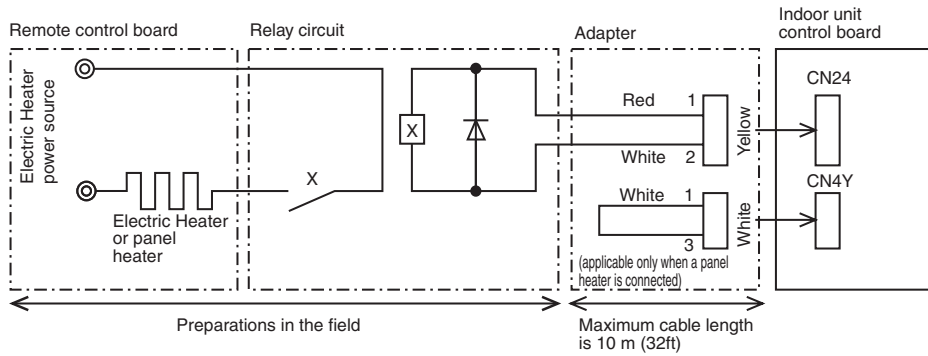 Remote control board
Relay circuit
Adapter
Indoor unit
control board
Electric Heater
power source
Electric Heater
or panel
heater
X
X
Red 1
White 2
Yellow
CN24
White 1
3
White
CN4Y
(applicable only when a panel
heater is connected)
Preparations in the field
Maximum cable length
is 10 m (32ft)